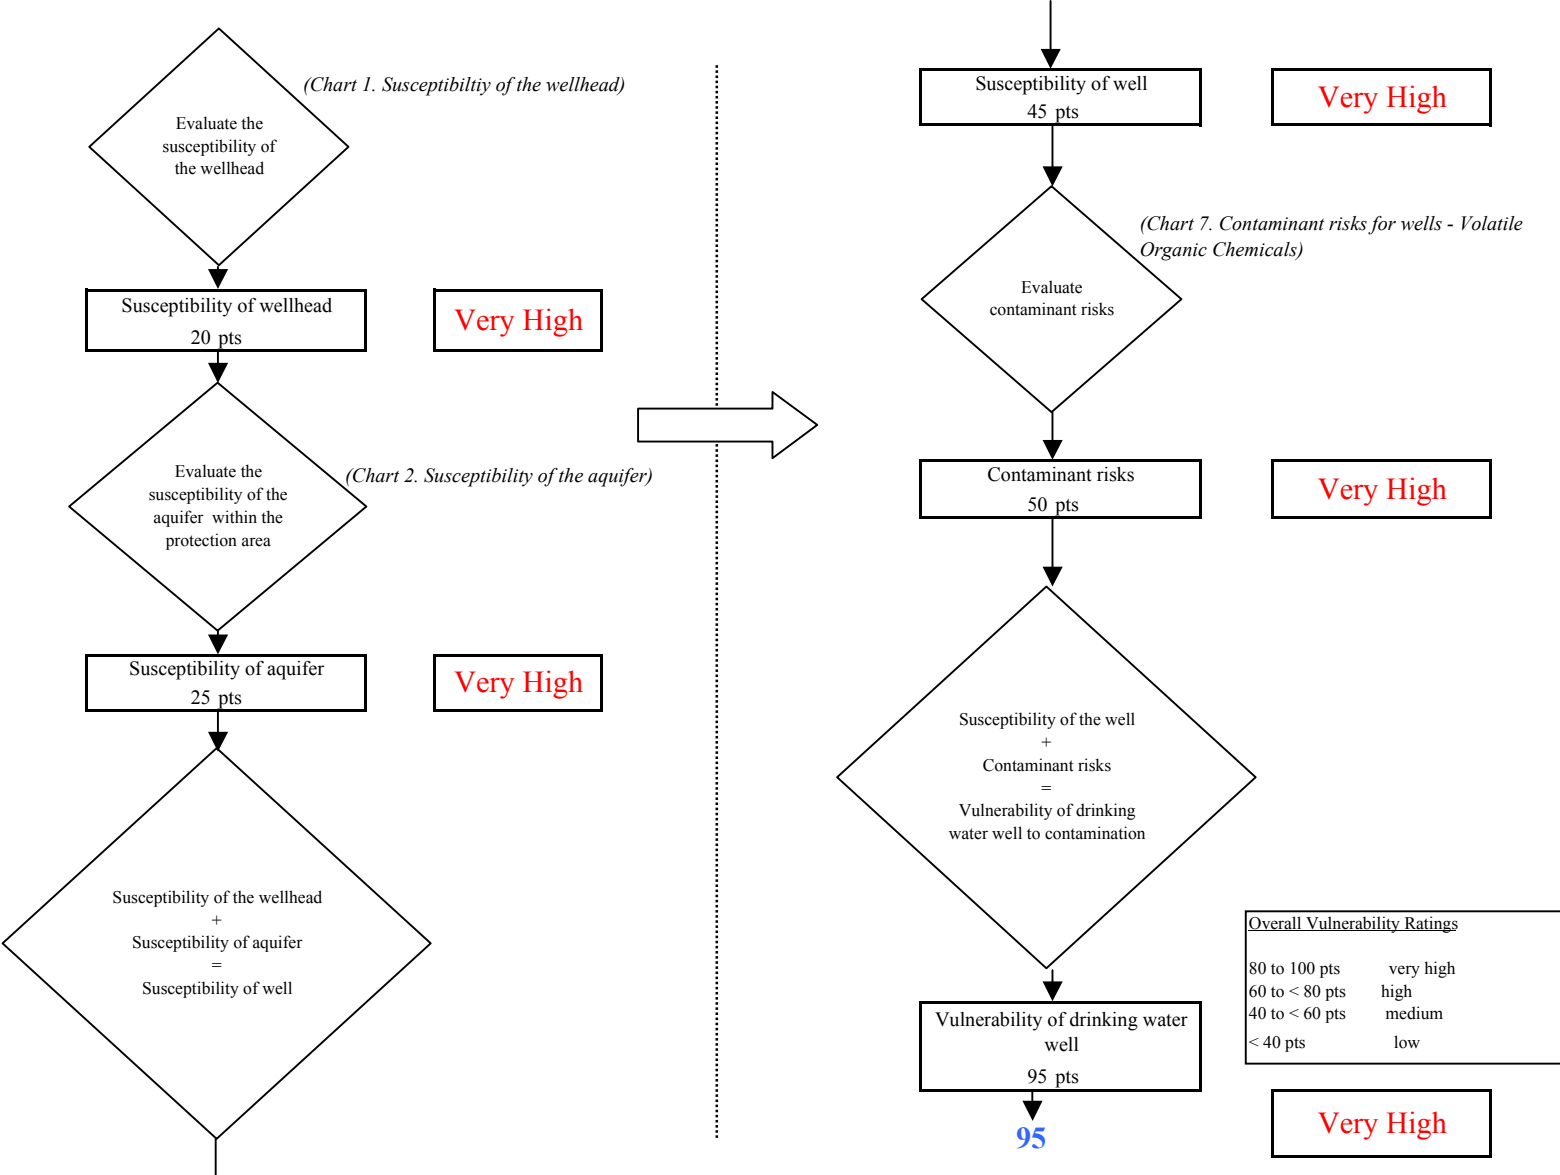 (Chart 1. Susceptibiltiy of the wellhead)
Evaluate the
susceptibility of
the wellhead
Susceptibility of wellhead
20 pts
Very High
(Chart 2. Susceptibility of the aquifer)
Evaluate the
susceptibility of the
aquifer within the
protection area
Susceptibility of aquifer
25 pts
Very High
Susceptibility of the wellhead
+
Susceptibility of aquifer
=
Susceptibility of well
Susceptibility of well
45 pts
Very High
(Chart 7. Contaminant risks for wells - Volatile
Organic Chemicals)
Evaluate
contaminant risks
Contaminant risks
50 pts
Very High
Susceptibility of the well
+
Contaminant risks
=
Vulnerability of drinking
water well to contamination
Overall Vulnerability Ratings
80 to 100 pts very high
60 to < 80 pts high
40 to < 60 pts medium
< 40 pts low
Vulnerability of drinking water
well
95 pts
95
Very High